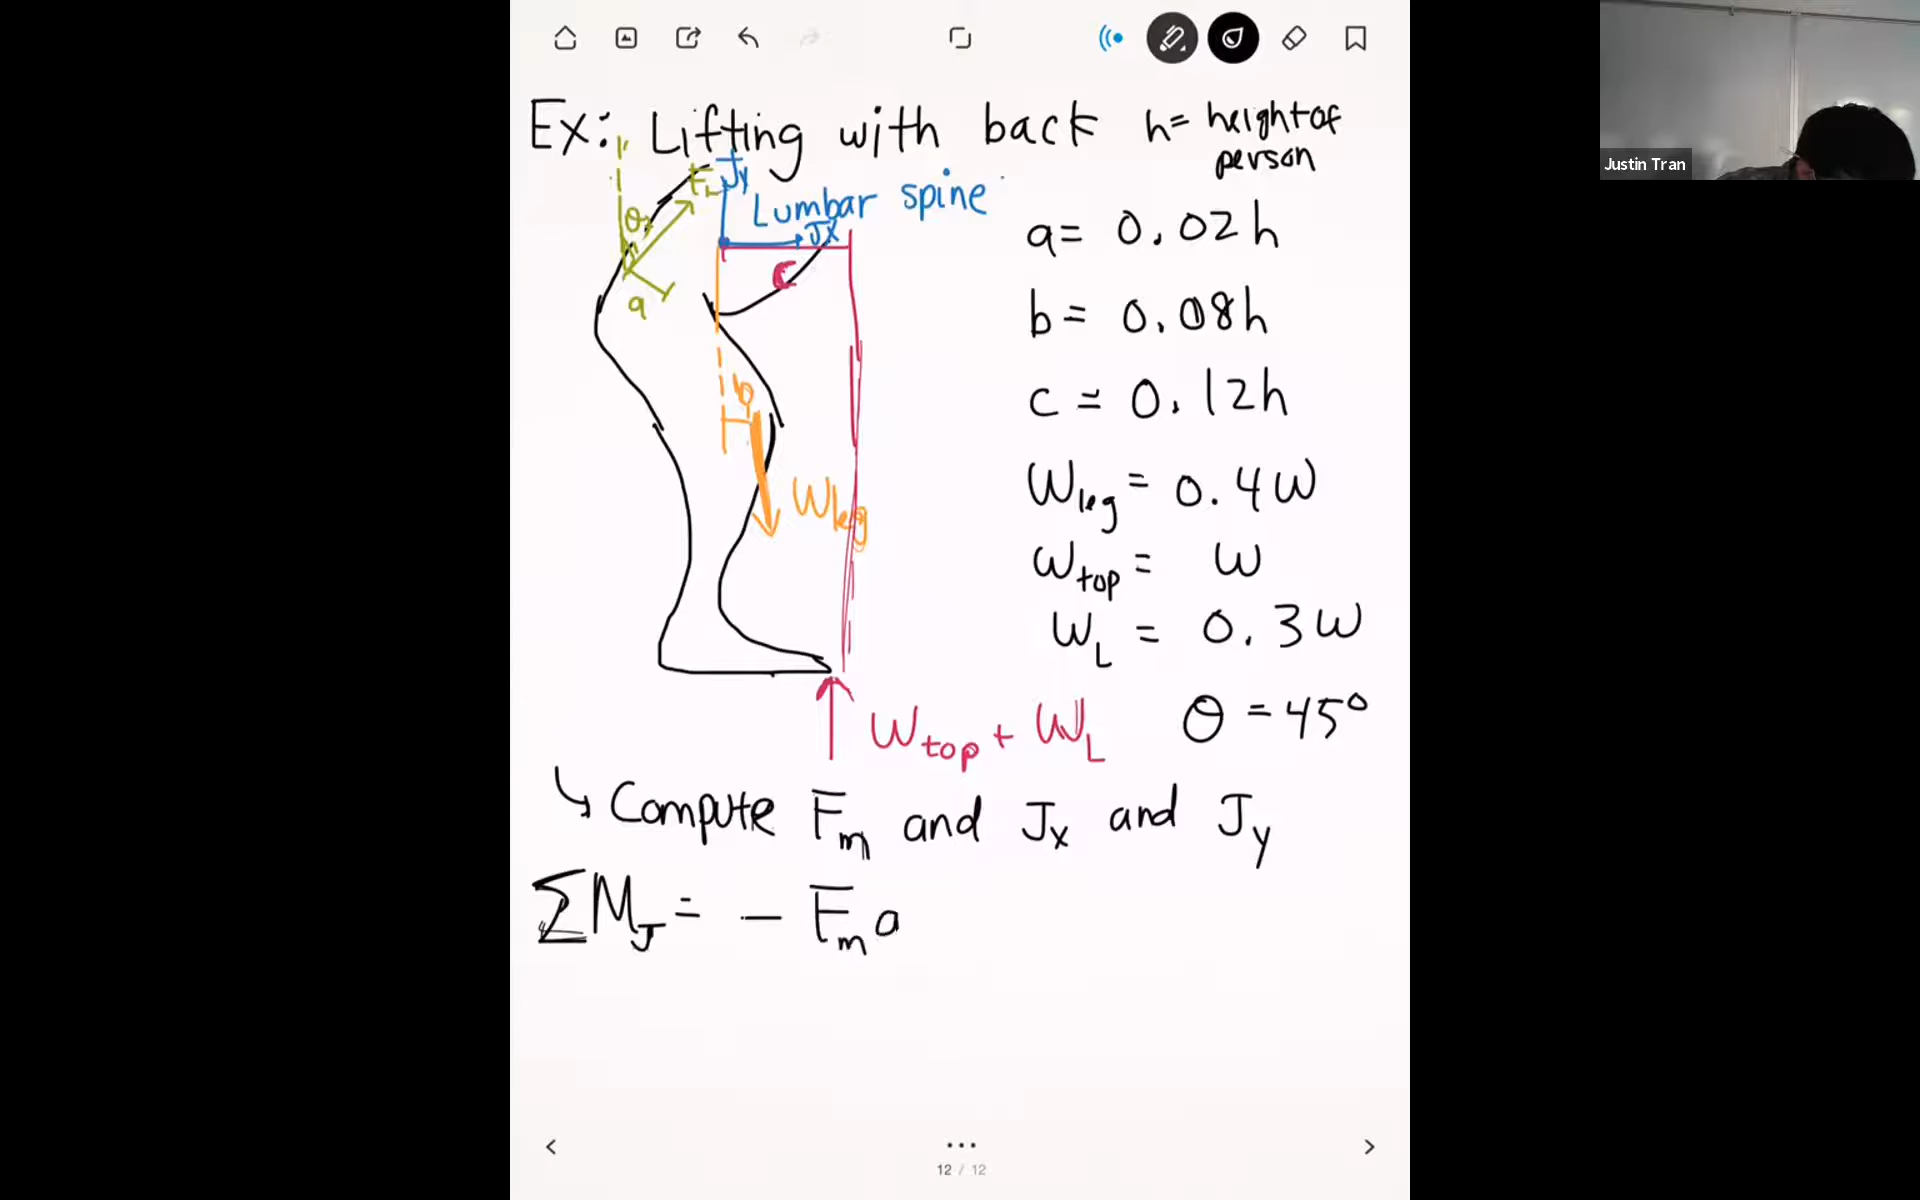 Ex: Lifting with back h= height of person
Justin Tran
Jy
Lumbar spine
θ
Jx
a= 0.02h
c
a
b= 0.08h
b
c = 0.12h
Wleg
Wleg = 0.4W
Wtop = W
WL = 0.3W
θ = 45°
Wtop + WL
↳ Compute Fm and Jx and Jy
ΣMJ = - Fm a
12 / 12